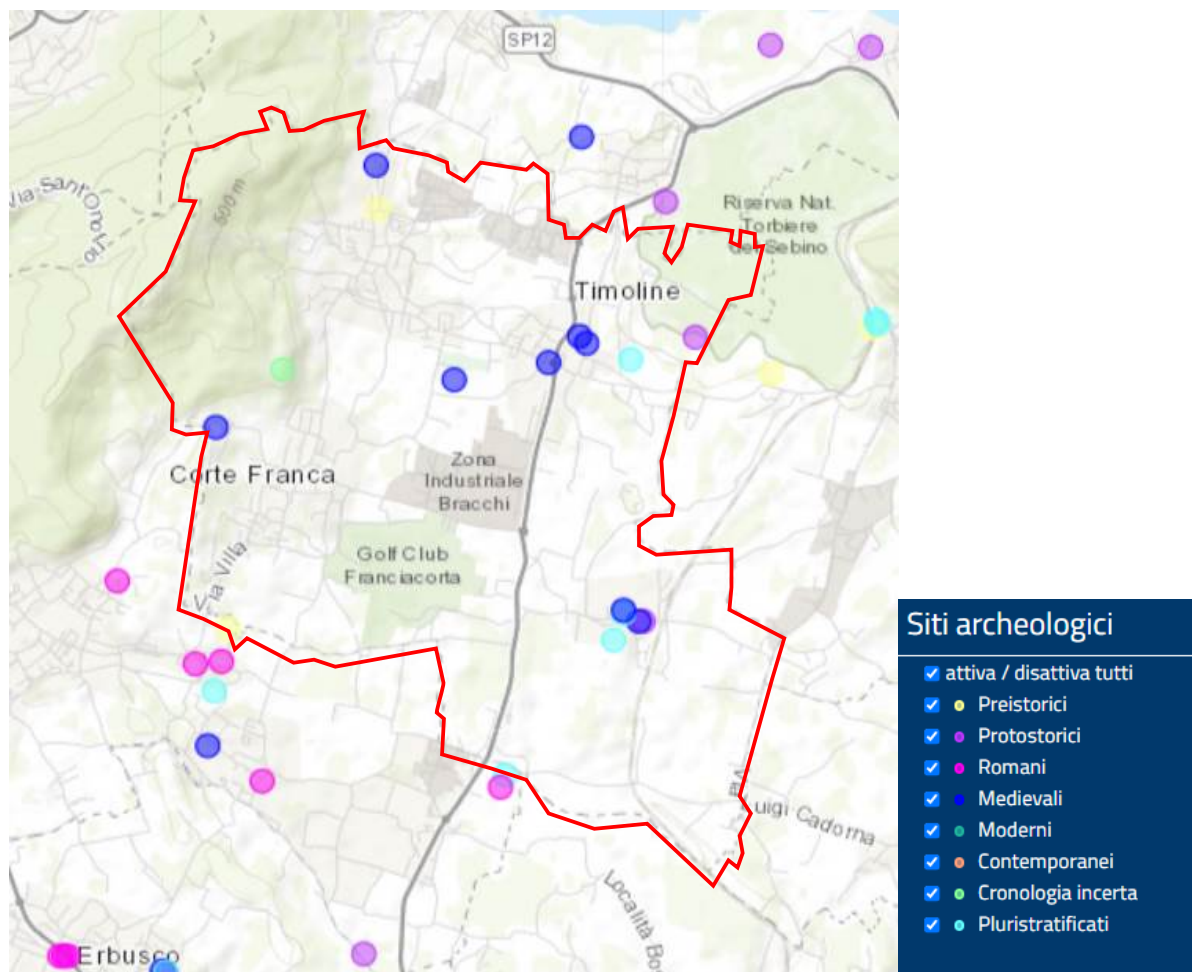 SP12
Via Sant'Onovio
500 m
Riserva Nat.
Torbiere
del Sebino
Timoline
Corte Franca
Zona
Industriale
Bracchi
Golf Club
Franciacorta
Via Villa
Via
Luigi Cadorna
Località Bo
Erbusco
Siti archeologici
attiva / disattiva tutti
Preistorici
Protostorici
Romani
Medievali
Moderni
Contemporanei
Cronologia incerta
Pluristratificati